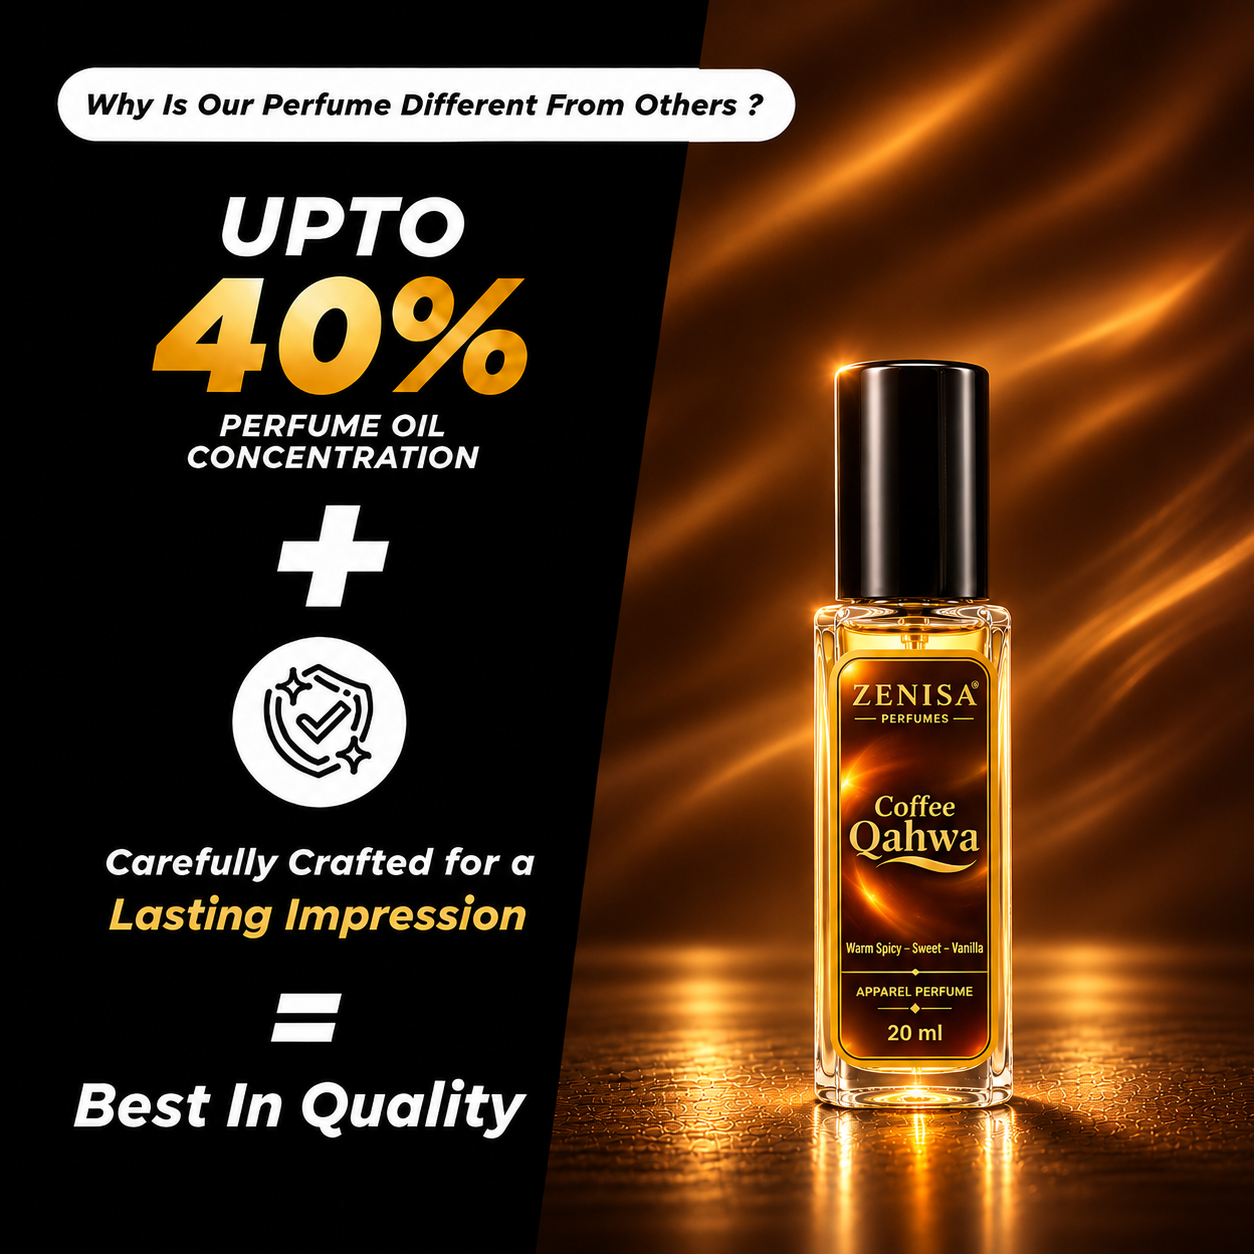 Why Is Our Perfume Different From Others ?
UPTO
40%
PERFUME OIL
CONCENTRATION
+
Carefully Crafted for a
Lasting Impression
=
Best In Quality
ZENISA®
PERFUMES
Coffee
Qahwa
Warm Spicy – Sweet – Vanilla
APPAREL PERFUME
20 ml